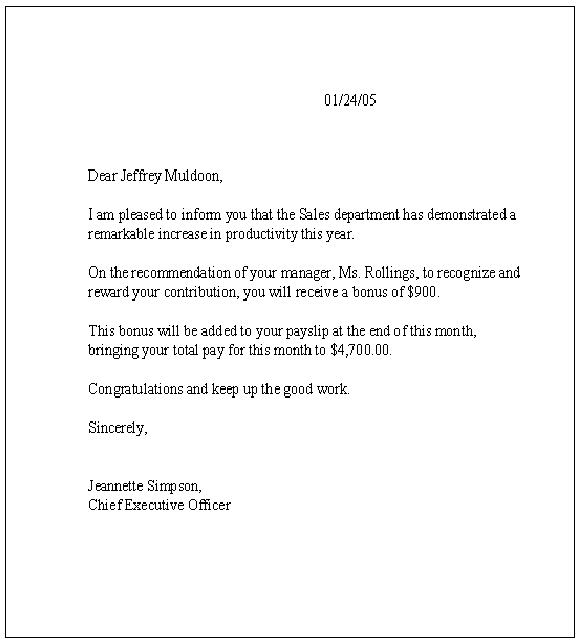 01/24/05
Dear Jeffrey Muldoon,
I am pleased to inform you that the Sales department has demonstrated a
remarkable increase in productivity this year.
On the recommendation of your manager, Ms. Rollings, to recognize and
reward your contribution, you will receive a bonus of $900.
This bonus will be added to your payslip at the end of this month,
bringing your total pay for this month to $4,700.00.
Congratulations and keep up the good work.
Sincerely,
Jeannette Simpson,
Chief Executive Officer